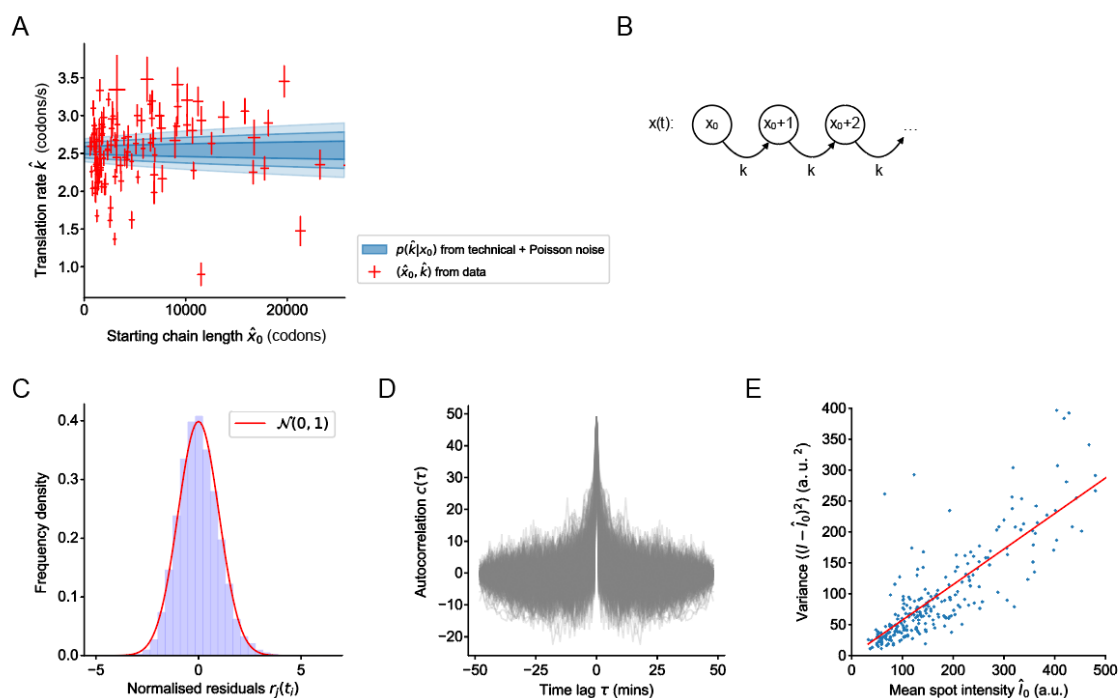 A
Translation rate k̂ (codons/s)
3.5
3.0
2.5
2.0
1.5
1.0
0
10000
20000
Starting chain length x̂₀ (codons)
p(k̂|x₀) from technical + Poisson noise
(x̂₀, k̂) from data
B
x(t): x₀ x₀+1 x₀+2 ...
k k k
C
Frequency density
0.4
0.3
0.2
0.1
0.0
−5 0 5
Normalised residuals rⱼ(tᵢ)
𝒩(0, 1)
D
Autocorrelation c(τ)
50
40
30
20
10
0
−10
−20
−50 −25 0 25 50
Time lag τ (mins)
E
Variance ⟨(I − Î₀)²⟩ (a.u.²)
400
350
300
250
200
150
100
50
0
0 100 200 300 400 500
Mean spot intensity Î₀ (a.u.)